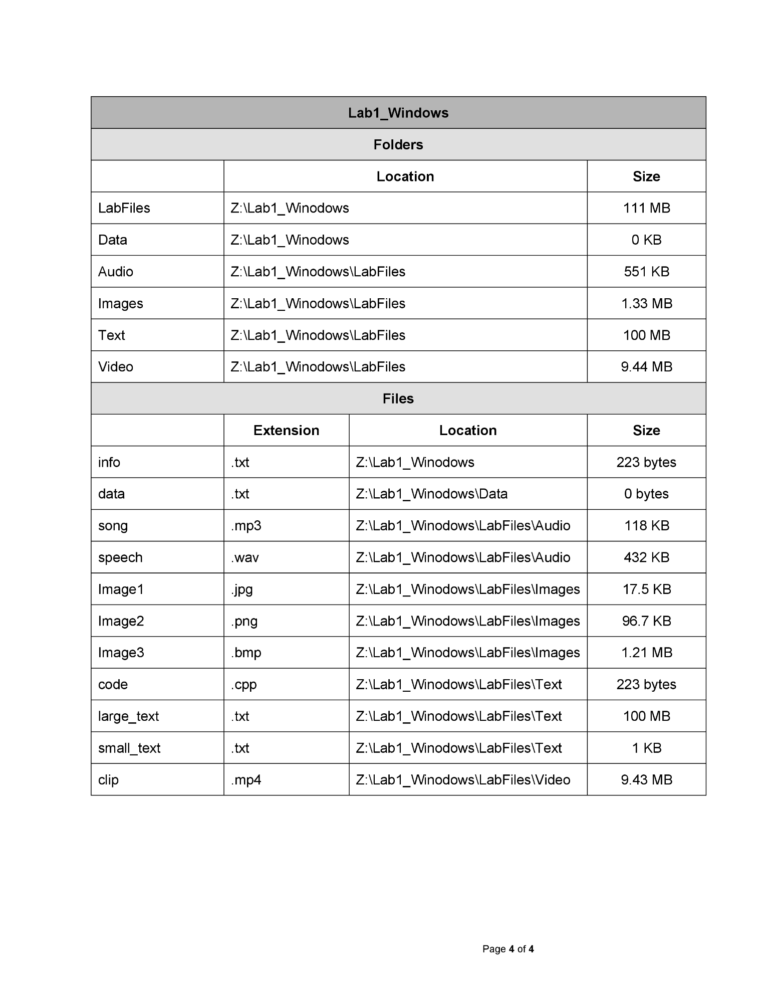 Lab1_Windows
Folders
Location Size
LabFiles Z:\Lab1_Winodows 111 MB
Data Z:\Lab1_Winodows 0 KB
Audio Z:\Lab1_Winodows\LabFiles 551 KB
Images Z:\Lab1_Winodows\LabFiles 1.33 MB
Text Z:\Lab1_Winodows\LabFiles 100 MB
Video Z:\Lab1_Winodows\LabFiles 9.44 MB
Files
Extension Location Size
info .txt Z:\Lab1_Winodows 223 bytes
data .txt Z:\Lab1_Winodows\Data 0 bytes
song .mp3 Z:\Lab1_Winodows\LabFiles\Audio 118 KB
speech .wav Z:\Lab1_Winodows\LabFiles\Audio 432 KB
Image1 .jpg Z:\Lab1_Winodows\LabFiles\Images 17.5 KB
Image2 .png Z:\Lab1_Winodows\LabFiles\Images 96.7 KB
Image3 .bmp Z:\Lab1_Winodows\LabFiles\Images 1.21 MB
code .cpp Z:\Lab1_Winodows\LabFiles\Text 223 bytes
large_text .txt Z:\Lab1_Winodows\LabFiles\Text 100 MB
small_text .txt Z:\Lab1_Winodows\LabFiles\Text 1 KB
clip .mp4 Z:\Lab1_Winodows\LabFiles\Video 9.43 MB
Page 4 of 4